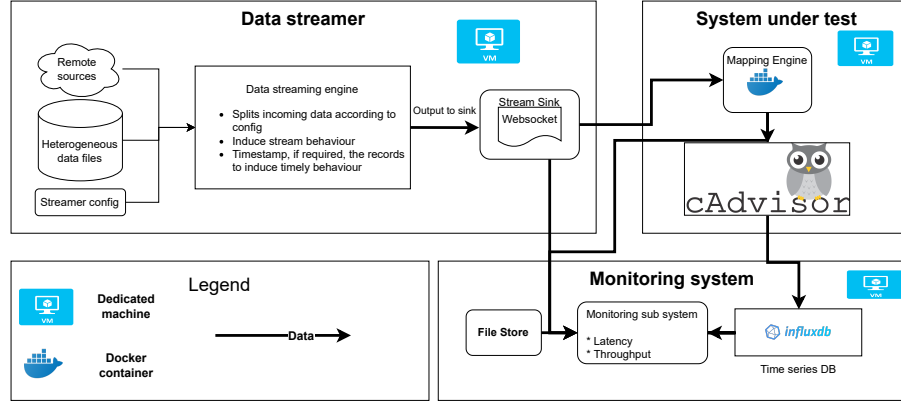 Data streamer
Remote
sources
Heterogeneous
data files
Streamer config
Data streaming engine
• Splits incoming data according to
config
• Induce stream behaviour
• Timestamp, if required, the records
to induce timely behaviour
VM
Output to sink
Stream Sink
Websocket
System under test
Mapping Engine
VM
cAdvisor
Legend
VM
Dedicated
machine
Docker
container
Data
Monitoring system
VM
File Store
Monitoring sub system
* Latency
* Throughput
influxdb
Time series DB